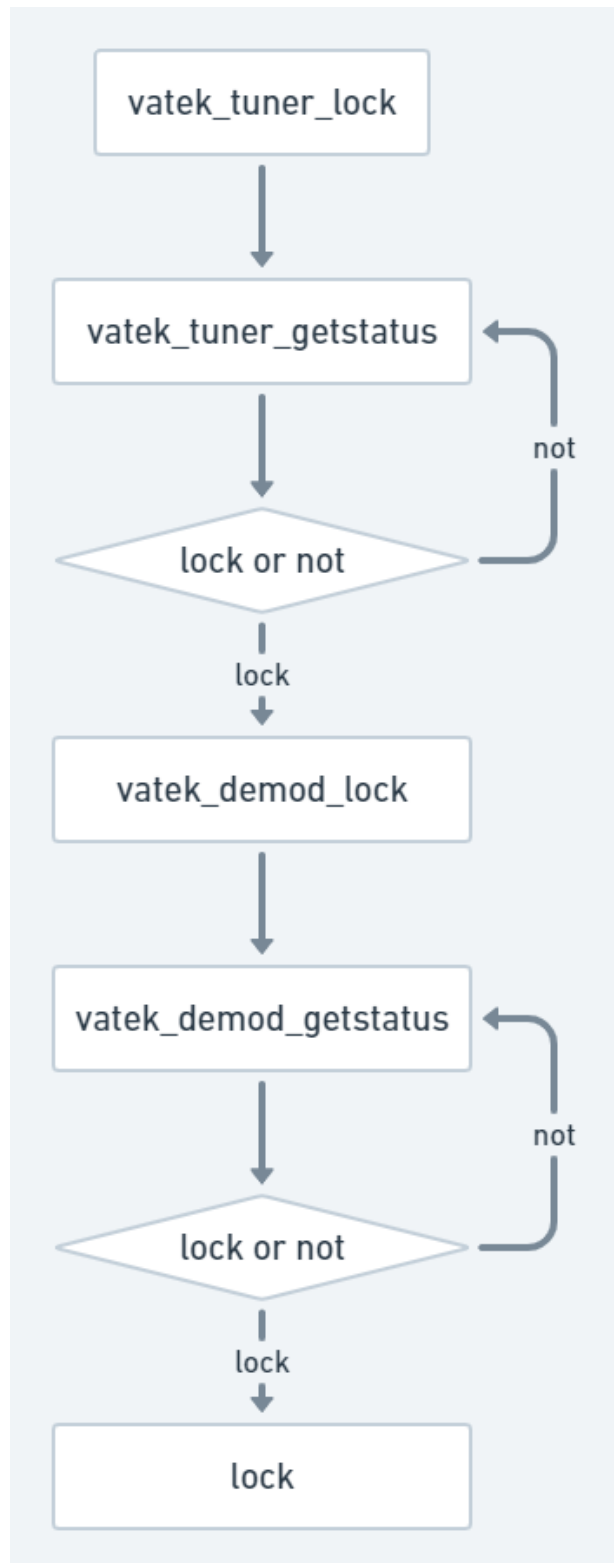 vatek_tuner_lock
vatek_tuner_getstatus
not
lock or not
lock
vatek_demod_lock
vatek_demod_getstatus
not
lock or not
lock
lock